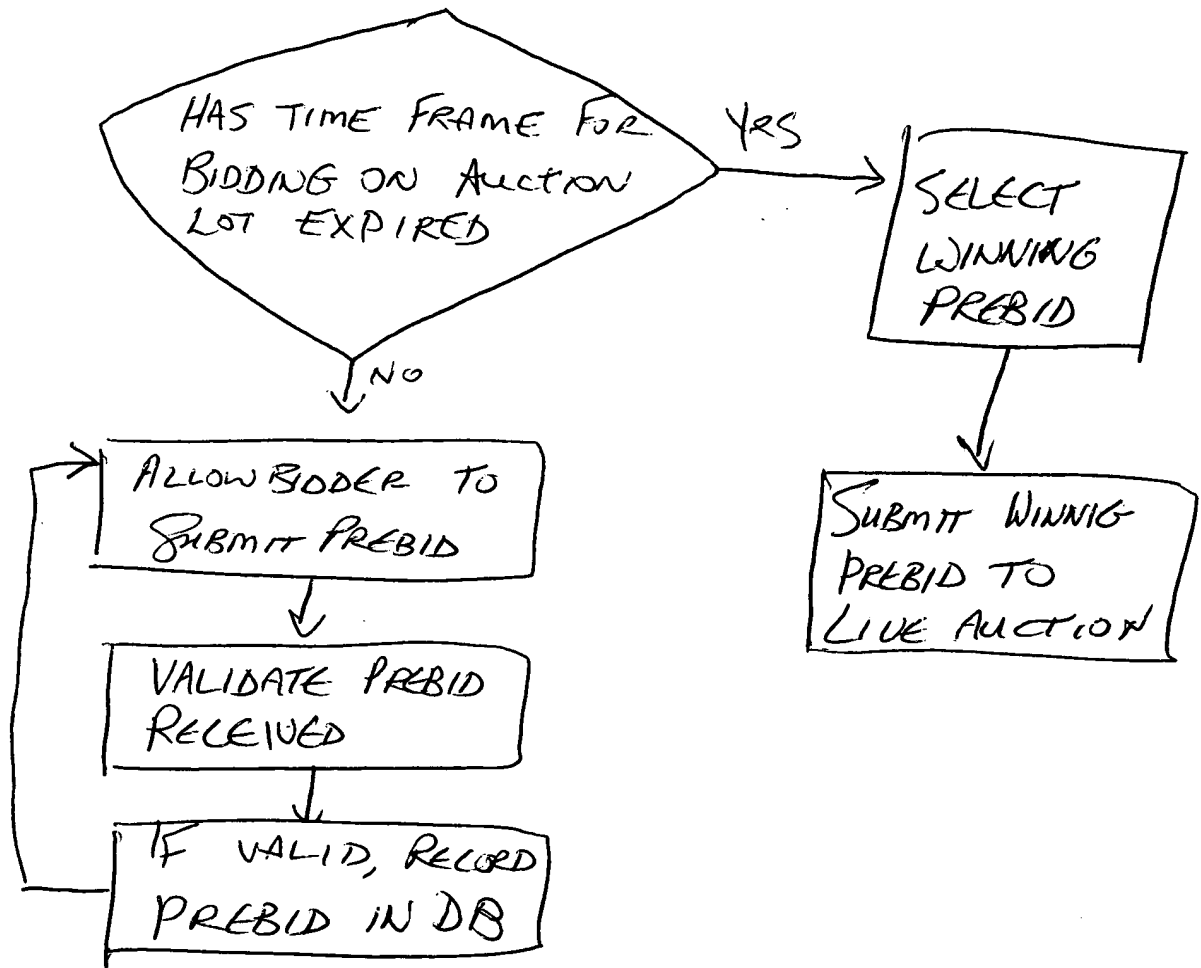 HAS TIME FRAME FOR
BIDDING ON AUCTION
LOT EXPIRED
YES
SELECT
WINNING
PREBID
NO
ALLOW BIDDER TO
SUBMIT PREBID
SUBMIT WINNIG
PREBID TO
LIVE AUCTION
VALIDATE PREBID
RECEIVED
IF VALID, RECORD
PREBID IN DB